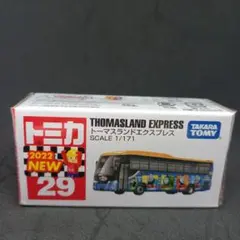 トミカ
2022
NEW
29
THOMASLAND EXPRESS
トーマスランドエクスプレス
SCALE 1/171
TAKARA
TOMY